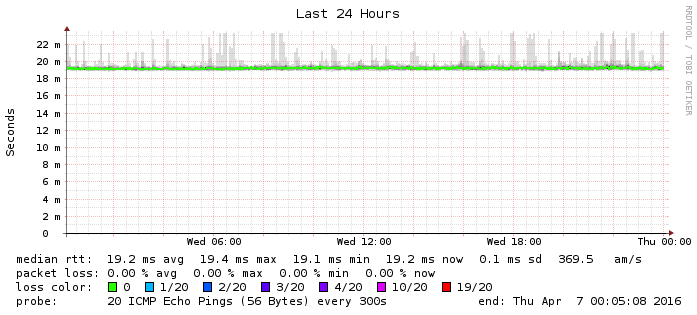 Last 24 Hours
RRDTOOL / TOBI OETIKER
Seconds
22 m
20 m
18 m
16 m
14 m
12 m
10 m
8 m
6 m
4 m
2 m
0
Wed 06:00 Wed 12:00 Wed 18:00 Thu 00:00
median rtt: 19.2 ms avg 19.4 ms max 19.1 ms min 19.2 ms now 0.1 ms sd 369.5 am/s
packet loss: 0.00 % avg 0.00 % max 0.00 % min 0.00 % now
loss color: 0 1/20 2/20 3/20 4/20 10/20 19/20
probe: 20 ICMP Echo Pings (56 Bytes) every 300s end: Thu Apr 7 00:05:08 2016